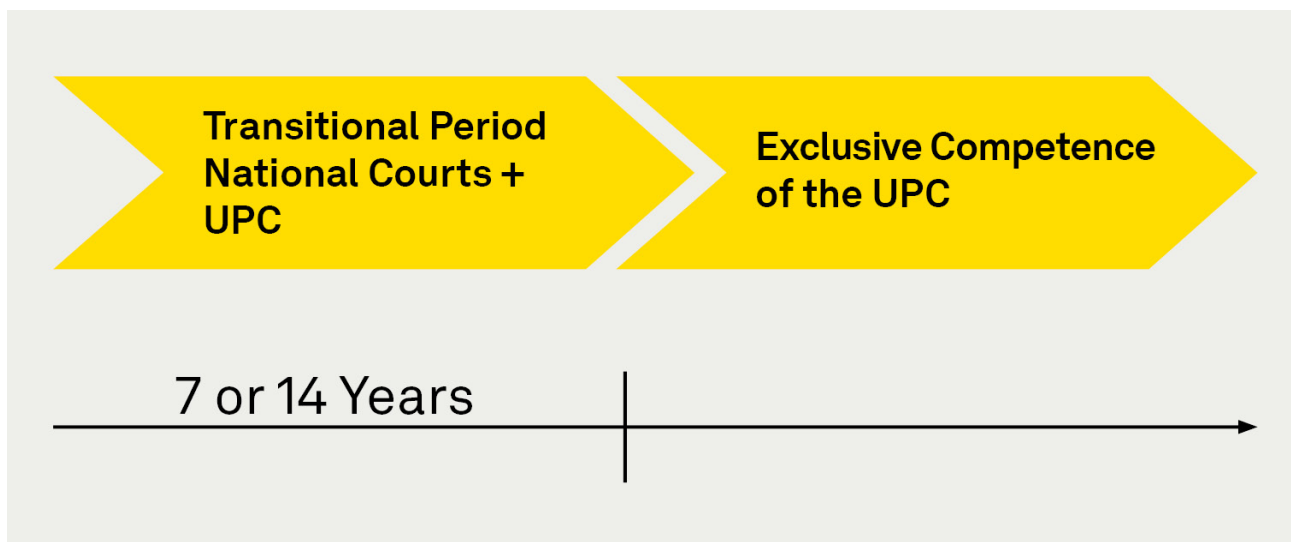 Transitional Period
National Courts +
UPC
Exclusive Competence
of the UPC
7 or 14 Years